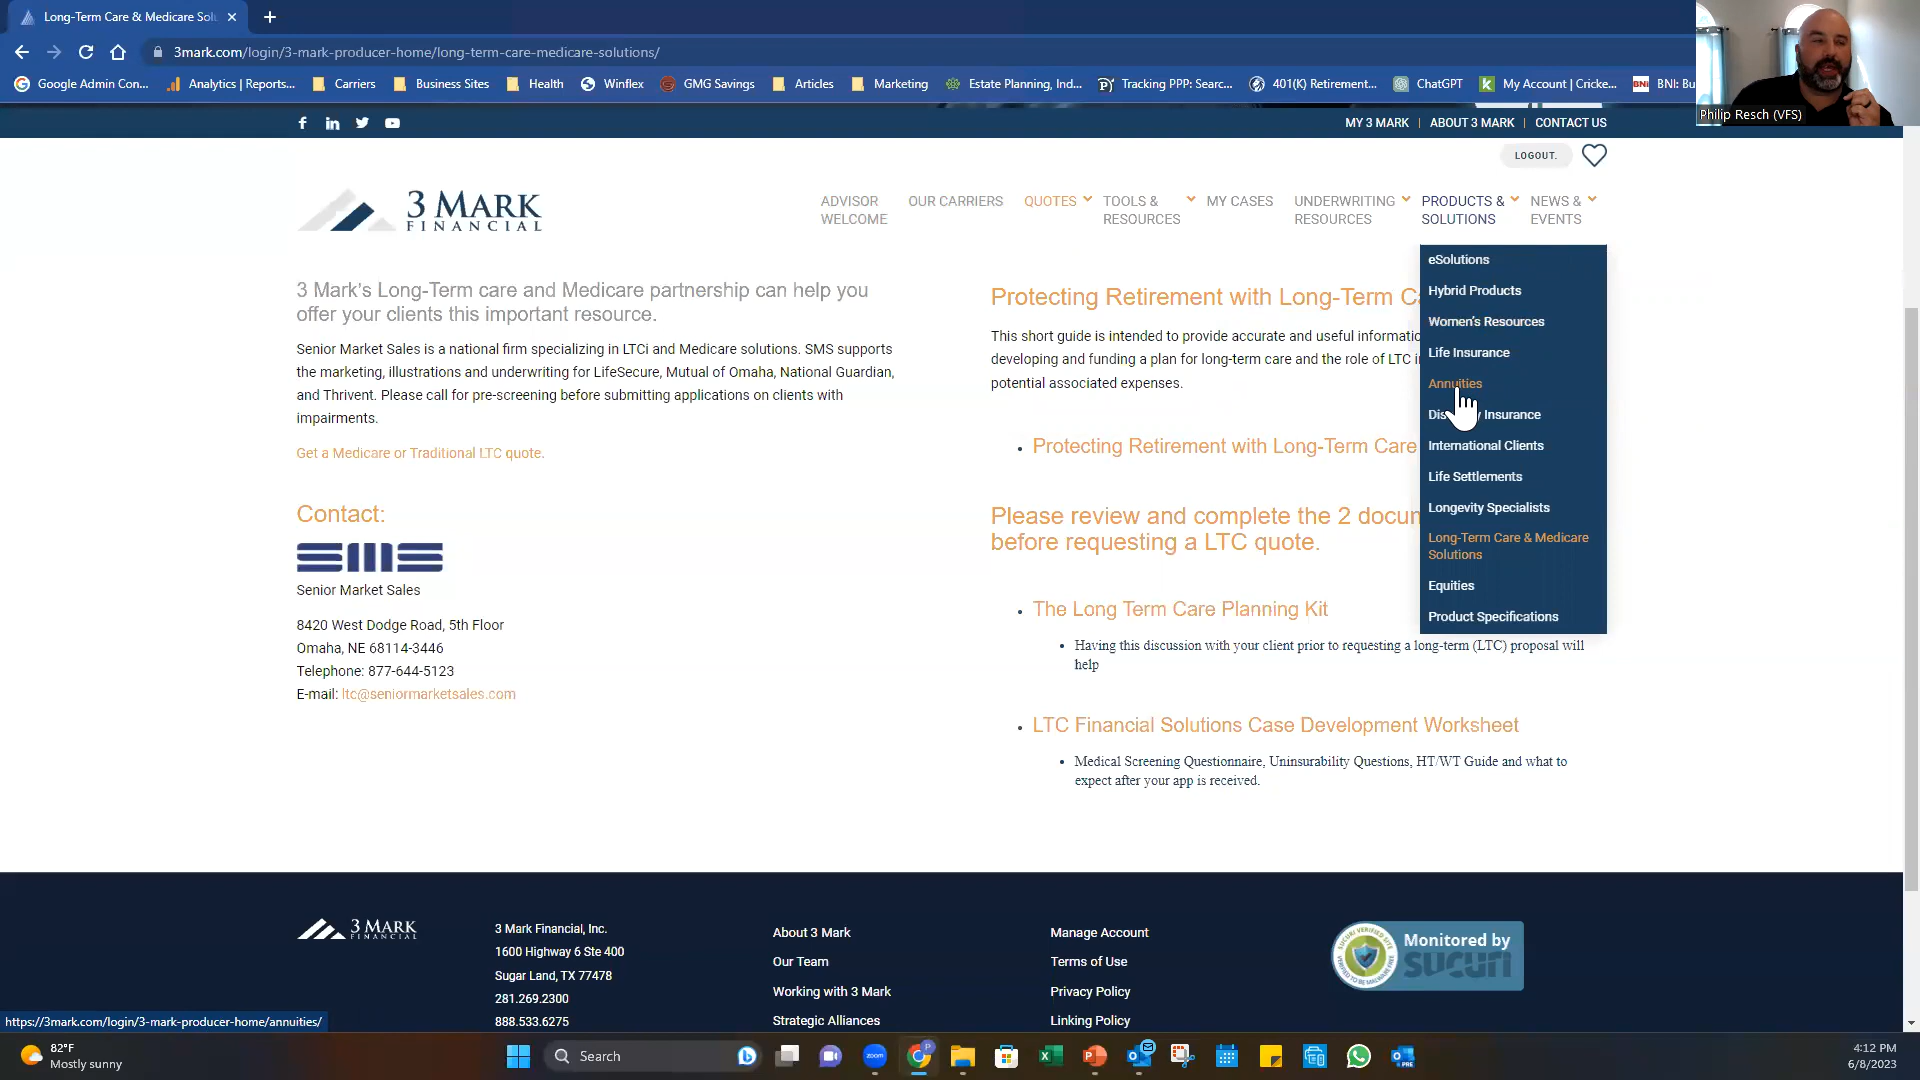 Long-Term Care & Medicare Solu
3mark.com/login/3-mark-producer-home/long-term-care-medicare-solutions/
Google Admin Con...
Analytics | Reports...
Carriers
Business Sites
Health
Winflex
GMG Savings
Articles
Marketing
Estate Planning, Ind...
Tracking PPP: Searc...
401(K) Retirement...
ChatGPT
My Account | Cricke...
BNI: Bu
Philip Resch (VFS)
MY 3 MARK | ABOUT 3 MARK | CONTACT US
LOGOUT.
3 MARK
FINANCIAL
ADVISOR
WELCOME
OUR CARRIERS
QUOTES
TOOLS &
RESOURCES
MY CASES
UNDERWRITING
RESOURCES
PRODUCTS &
SOLUTIONS
NEWS &
EVENTS
eSolutions
Hybrid Products
Women's Resources
Life Insurance
Annuities
Dis Insurance
International Clients
Life Settlements
Longevity Specialists
Long-Term Care & Medicare
Solutions
Equities
Product Specifications
3 Mark's Long-Term care and Medicare partnership can help you
offer your clients this important resource.
Senior Market Sales is a national firm specializing in LTCi and Medicare solutions. SMS supports
the marketing, illustrations and underwriting for LifeSecure, Mutual of Omaha, National Guardian,
and Thrivent. Please call for pre-screening before submitting applications on clients with
impairments.
Get a Medicare or Traditional LTC quote.
Contact:
SMS
Senior Market Sales
8420 West Dodge Road, 5th Floor
Omaha, NE 68114-3446
Telephone: 877-644-5123
E-mail: ltc@seniormarketsales.com
Protecting Retirement with Long-Term Ca
This short guide is intended to provide accurate and useful informatio
developing and funding a plan for long-term care and the role of LTC i
potential associated expenses.
• Protecting Retirement with Long-Term Care
Please review and complete the 2 docum
before requesting a LTC quote.
• The Long Term Care Planning Kit
• Having this discussion with your client prior to requesting a long-term (LTC) proposal will
help
• LTC Financial Solutions Case Development Worksheet
• Medical Screening Questionnaire, Uninsurability Questions, HT/WT Guide and what to
expect after your app is received.
3 MARK
FINANCIAL
3 Mark Financial, Inc.
1600 Highway 6 Ste 400
Sugar Land, TX 77478
281.269.2300
888.533.6275
About 3 Mark
Our Team
Working with 3 Mark
Strategic Alliances
Manage Account
Terms of Use
Privacy Policy
Linking Policy
Monitored by
sucuri
https://3mark.com/login/3-mark-producer-home/annuities/
82°F
Mostly sunny
Search
zoom
4:12 PM
6/8/2023